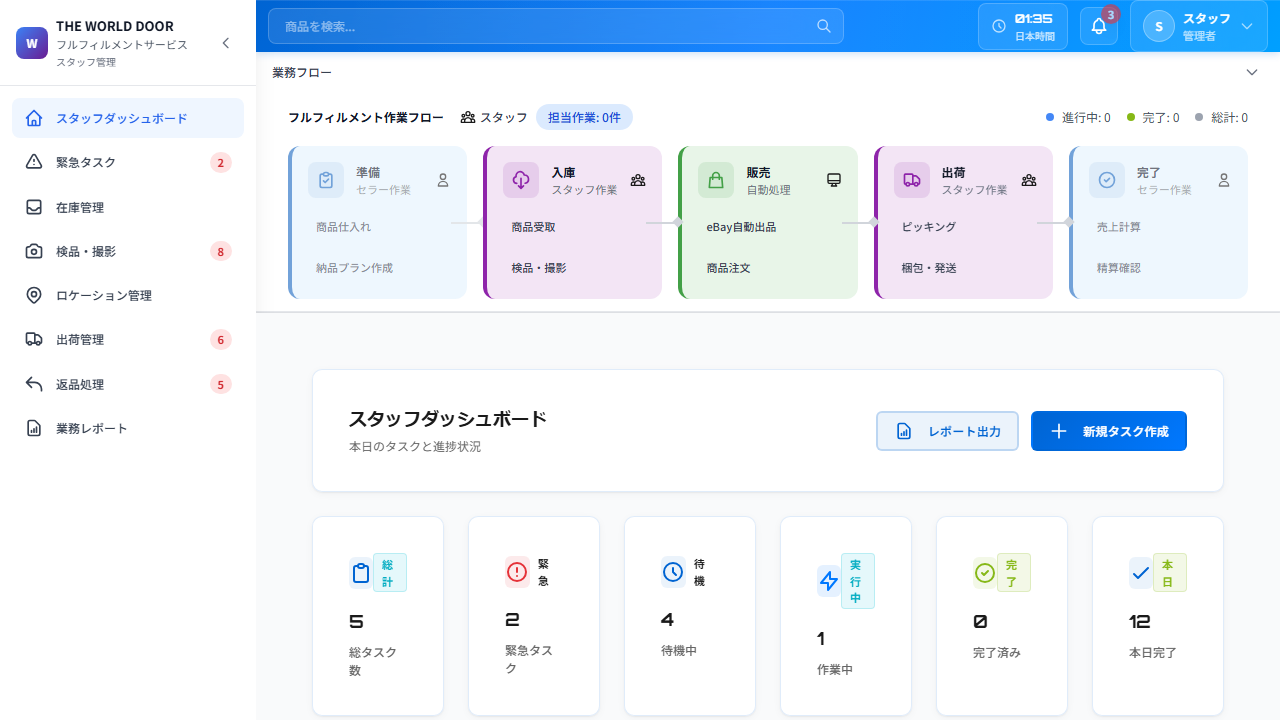 W
THE WORLD DOOR
フルフィルメントサービス
スタッフ管理
スタッフダッシュボード
緊急タスク
2
在庫管理
検品・撮影
8
ロケーション管理
出荷管理
6
返品処理
5
業務レポート
商品を検索...
01:35
日本時間
3
S
スタッフ
管理者
業務フロー
フルフィルメント作業フロー
スタッフ
担当作業: 0件
進行中: 0
完了: 0
総計: 0
準備
セラー作業
商品仕入れ
納品プラン作成
入庫
スタッフ作業
商品受取
検品・撮影
販売
自動処理
eBay自動出品
商品注文
出荷
スタッフ作業
ピッキング
梱包・発送
完了
セラー作業
売上計算
精算確認
スタッフダッシュボード
本日のタスクと進捗状況
レポート出力
新規タスク作成
総
計
5
総タスク
数
緊
急
2
緊急タス
ク
待
機
4
待機中
実
行
中
1
作業中
完
了
0
完了済み
本
日
12
本日完了